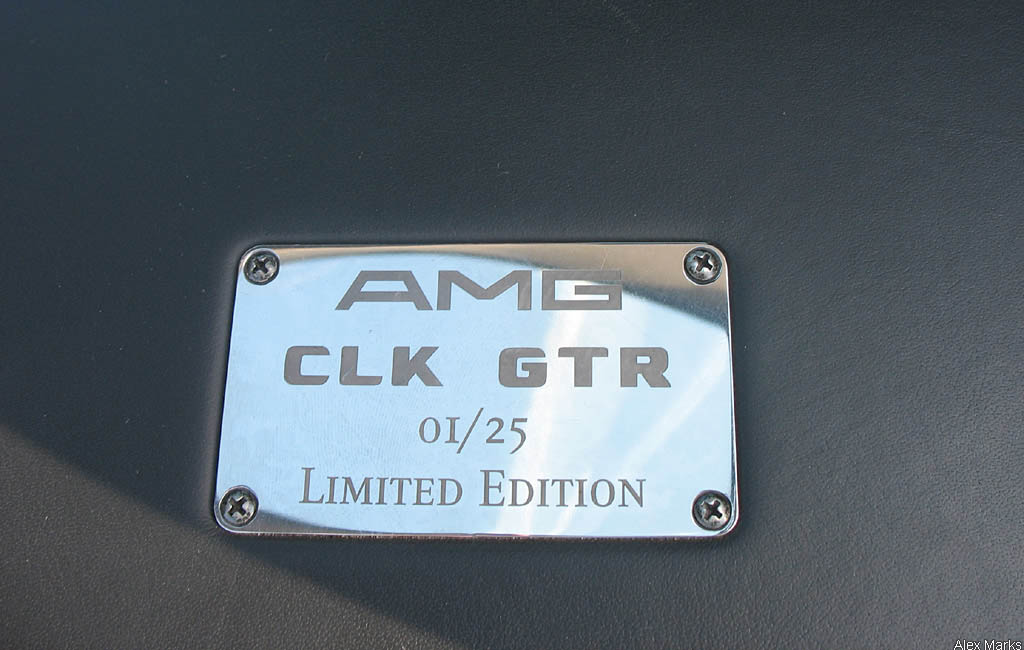 AMG
CLK GTR
01/25
LIMITED EDITION
Alex Marks